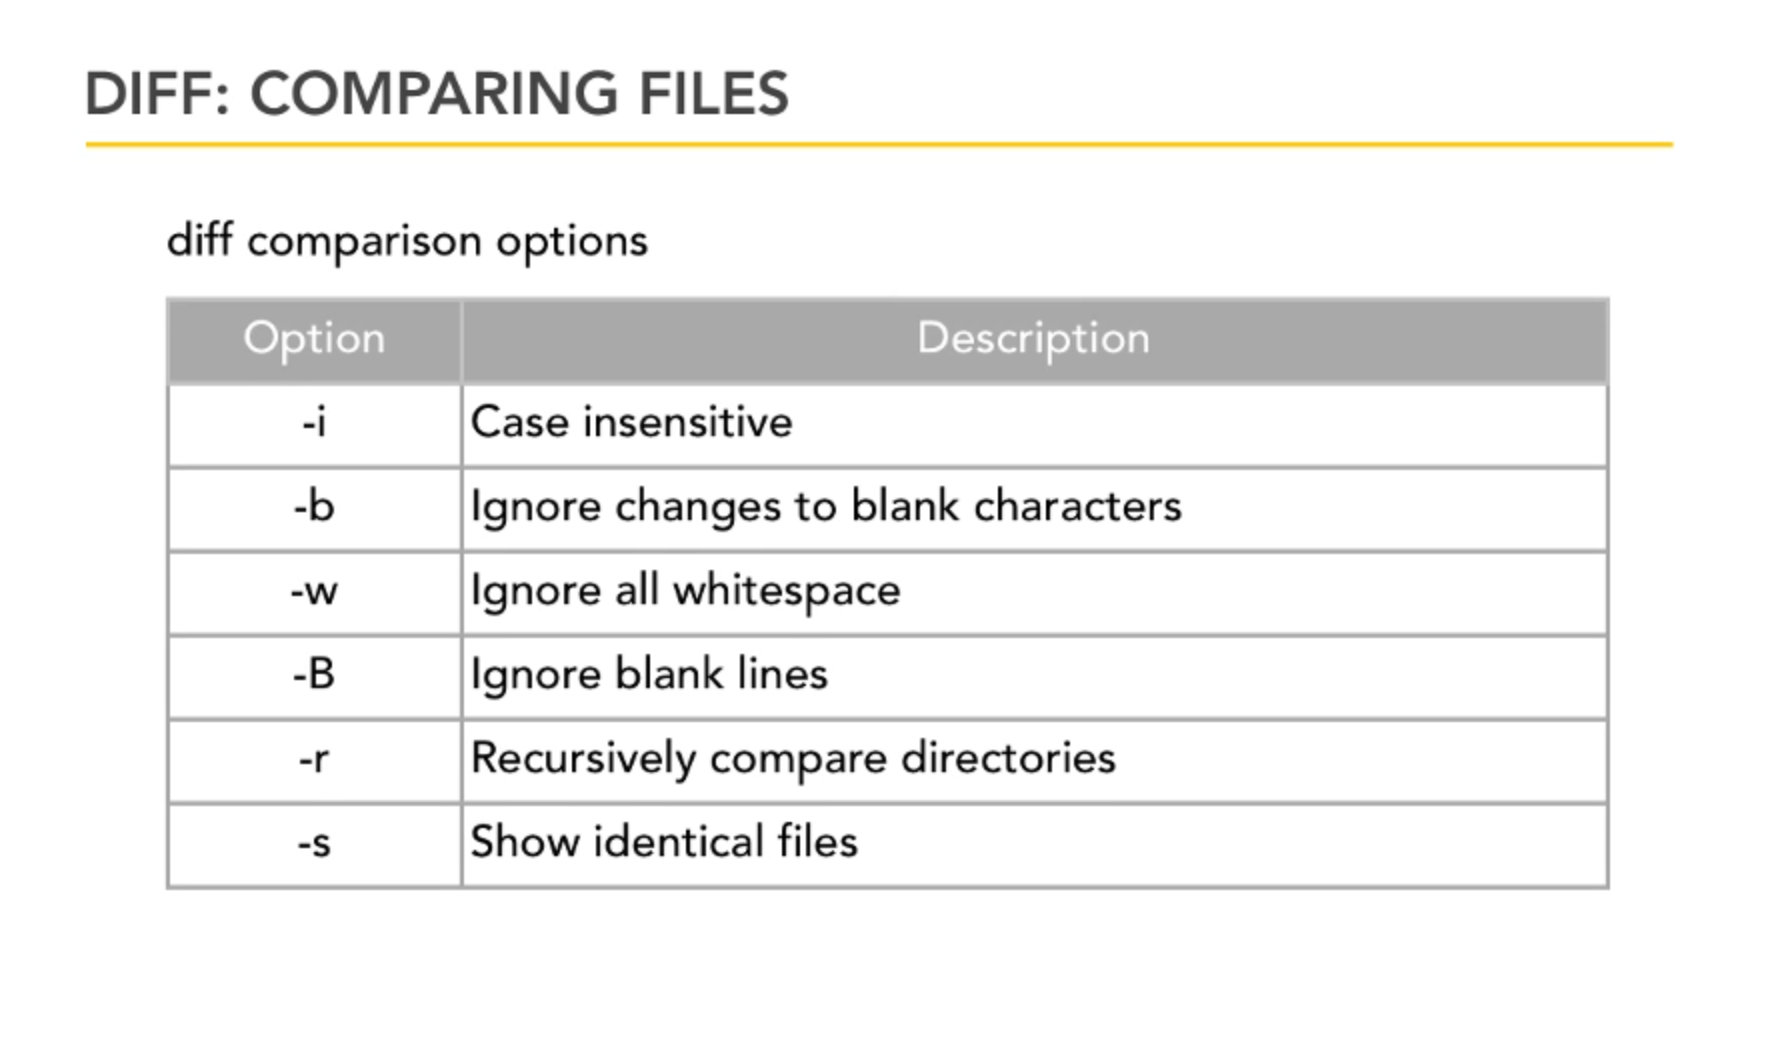 DIFF: COMPARING FILES
diff comparison options
Option Description
-i Case insensitive
-b Ignore changes to blank characters
-w Ignore all whitespace
-B Ignore blank lines
-r Recursively compare directories
-s Show identical files